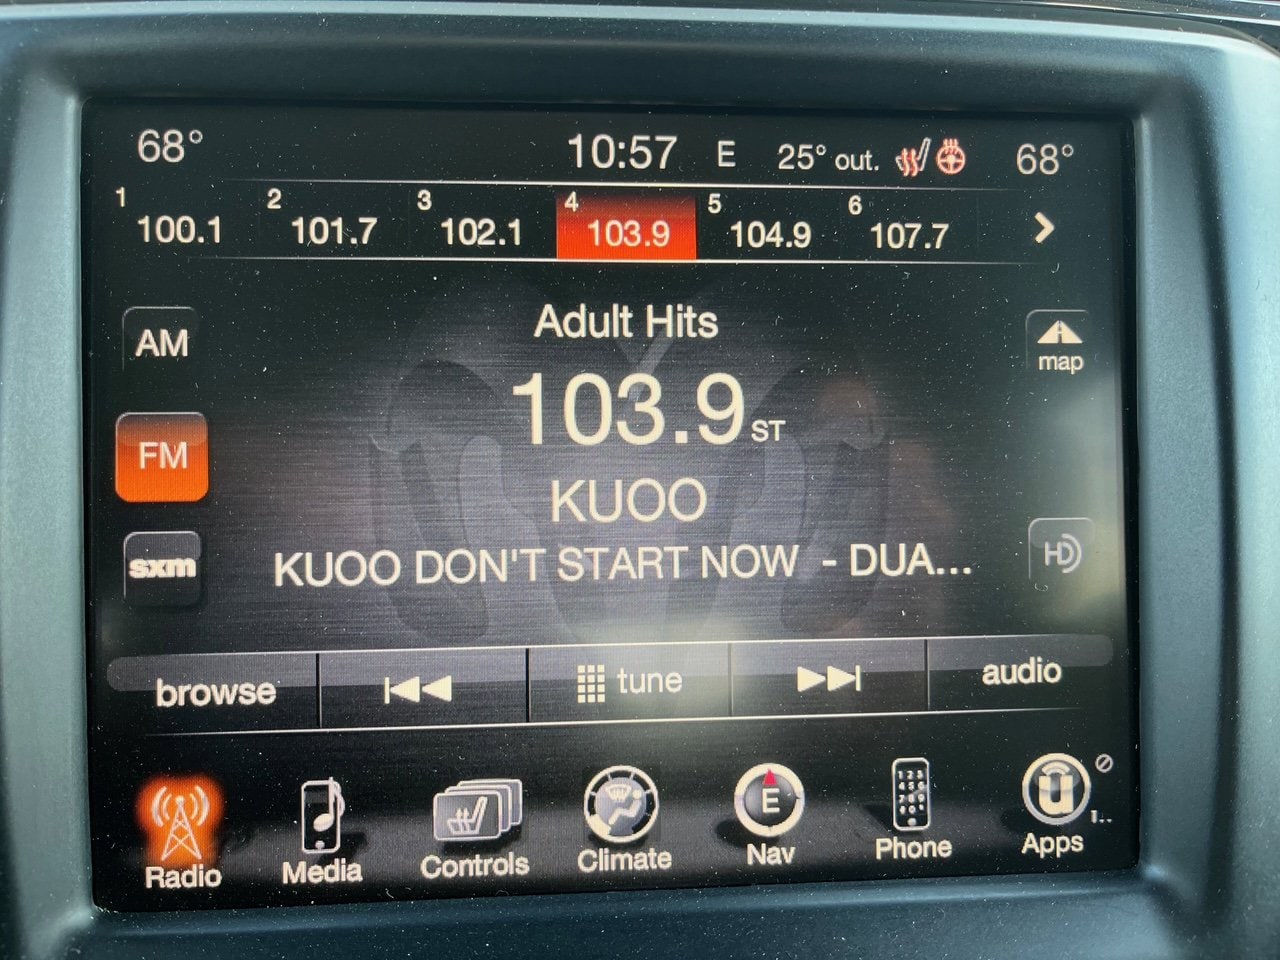 68° 10:57 E 25° out. 68°
1 100.1 2 101.7 3 102.1 4 103.9 5 104.9 6 107.7
Adult Hits
AM
map
103.9 ST
FM
KUOO
sxm
KUOO DON'T START NOW - DUA...
HD
browse tune audio
Radio Media Controls Climate Nav Phone Apps
E